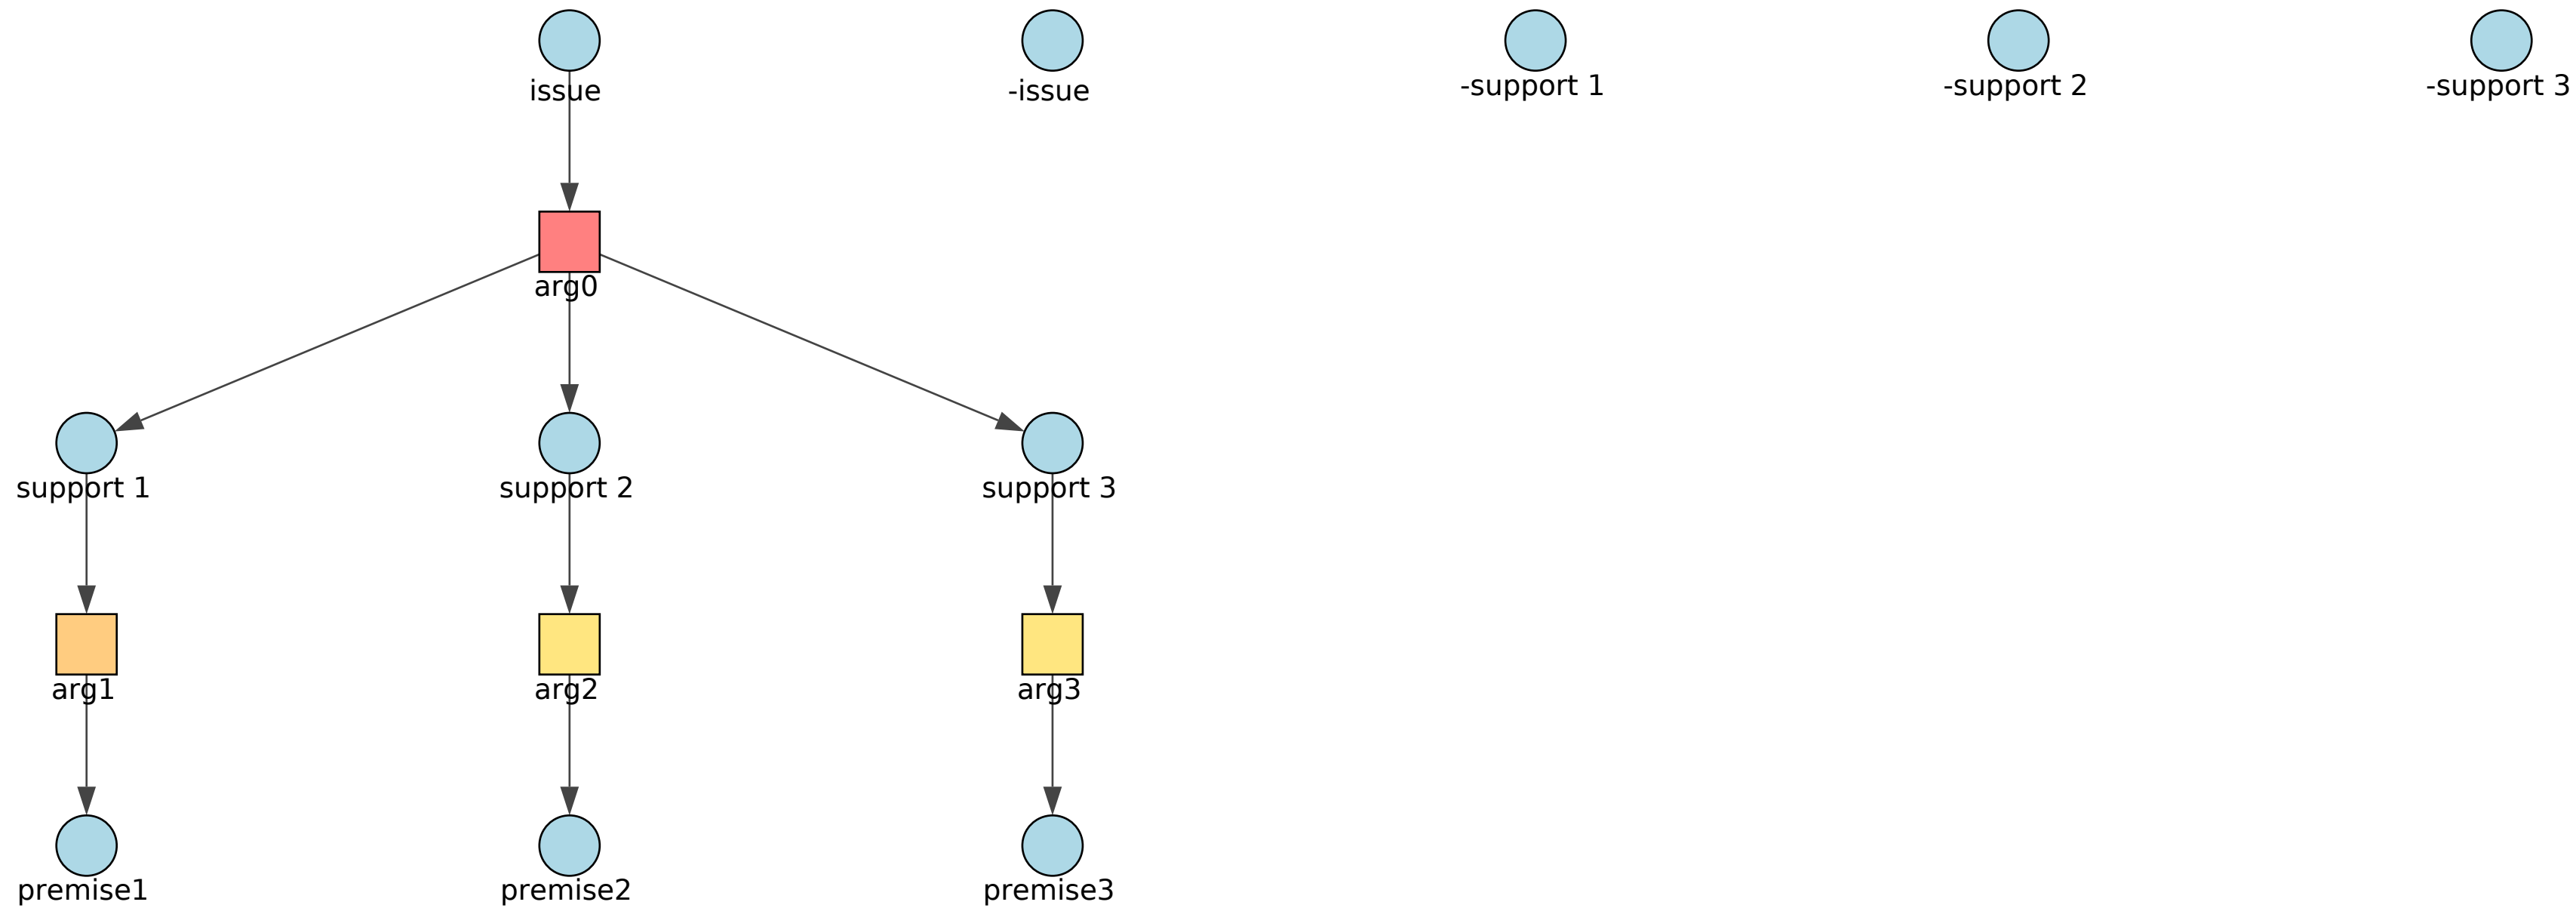 issue
-issue
-support 1
-support 2
-support 3
arg0
support 1
support 2
support 3
arg1
arg2
arg3
premise1
premise2
premise3